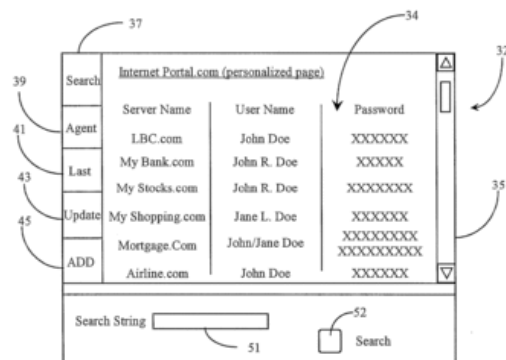 37
34
32
Search
Internet Portal.com (personalized page)
39
Server Name User Name Password
Agent
LBC.com John Doe XXXXXX
41
Last
My Bank.com John R. Doe XXXXX
My Stocks.com John R. Doe XXXXXXX
43
Update
My Shopping.com Jane L. Doe XXXXXX
35
45
Mortgage.Com John/Jane Doe XXXXXXXX
XXXXXXXXX
ADD
Airline.com John Doe XXXXXX
52
Search String
51
Search